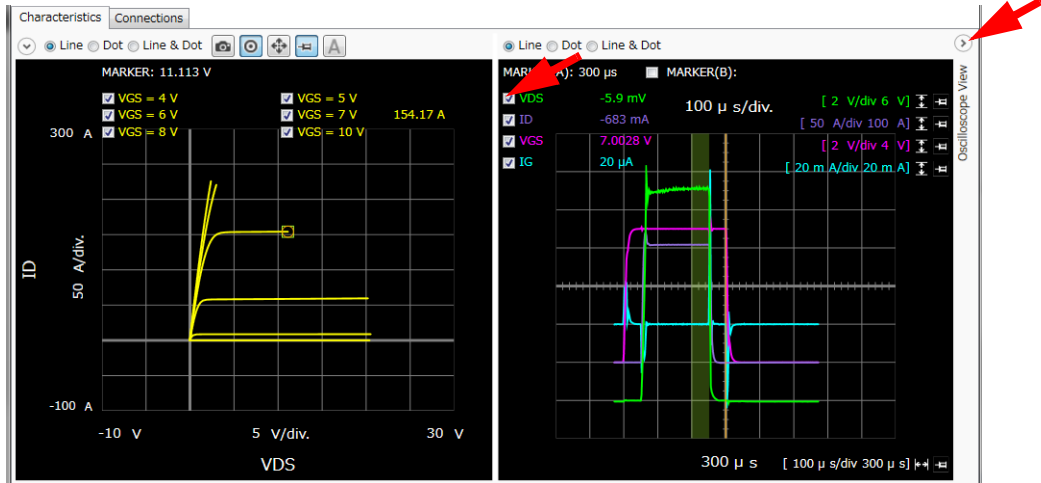 Characteristics Connections
Line Dot Line & Dot A
MARKER: 11.113 V
VGS = 4 V VGS = 5 V
VGS = 6 V VGS = 7 V 154.17 A
VGS = 8 V VGS = 10 V
300 A
ID
50 A/div.
-100 A
-10 V 5 V/div. 30 V
VDS
Line Dot Line & Dot
MARKER(A): 300 µs MARKER(B):
VDS -5.9 mV 100 µ s/div. [ 2 V/div 6 V]
ID -683 mA [ 50 A/div 100 A]
VGS 7.0028 V [ 2 V/div 4 V]
IG 20 µA [ 20 m A/div 20 m A]
300 µ s [ 100 µ s/div 300 µ s]
Oscilloscope View